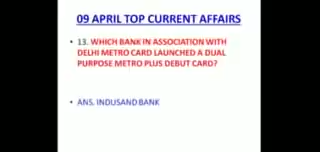 09 APRIL TOP CURRENT AFFAIRS
• 13. WHICH BANK IN ASSOCIATION WITH
DELHI METRO CARD LAUNCHED A DUAL
PURPOSE METRO PLUS DEBUT CARD?
• ANS. INDUSAND BANK